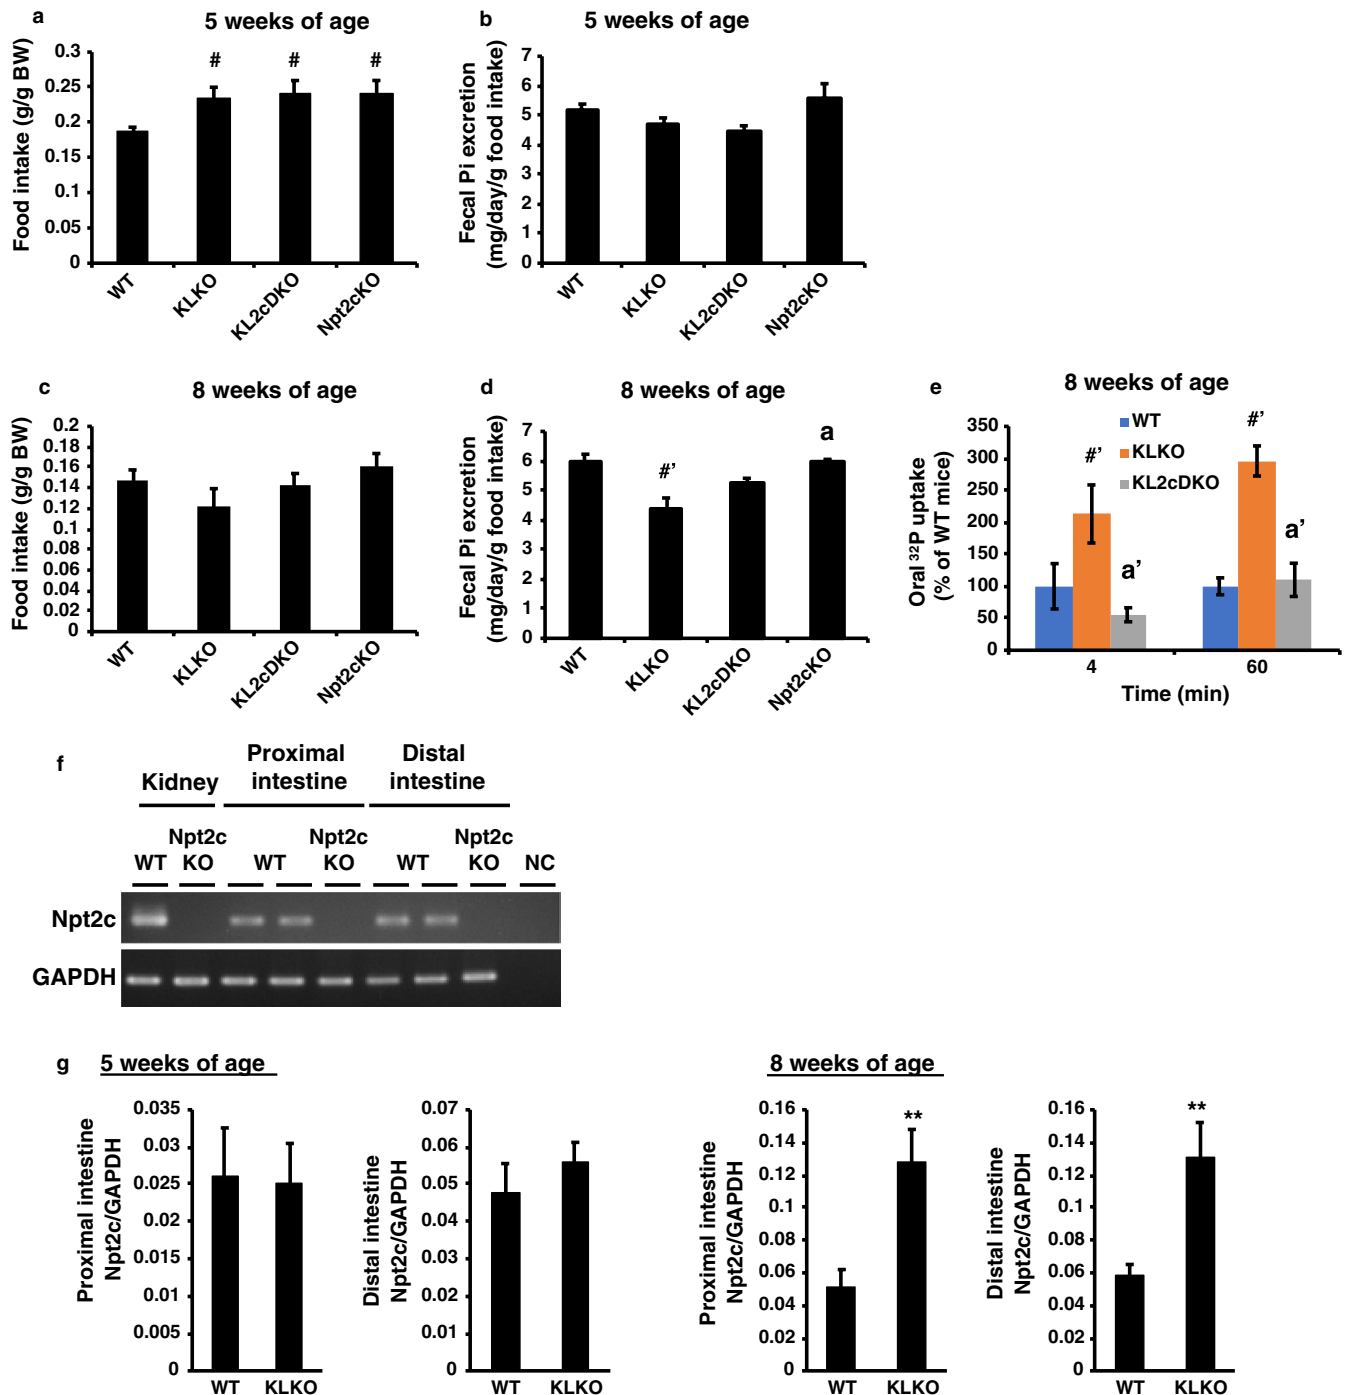 a
5 weeks of age
Food intake (g/g BW)
0.3
0.25
0.2
0.15
0.1
0.05
0
#
#
#
WT
KLKO
KL2cDKO
Npt2cKO
b
5 weeks of age
Fecal Pi excretion
(mg/day/g food intake)
7
6
5
4
3
2
1
0
WT
KLKO
KL2cDKO
Npt2cKO
c
8 weeks of age
Food intake (g/g BW)
0.2
0.18
0.16
0.14
0.12
0.1
0.08
0.06
0.04
0.02
0
WT
KLKO
KL2cDKO
Npt2cKO
d
8 weeks of age
Fecal Pi excretion
(mg/day/g food intake)
7
6
5
4
3
2
1
0
#’
a
WT
KLKO
KL2cDKO
Npt2cKO
e
8 weeks of age
Oral ³²P uptake
(% of WT mice)
350
300
250
200
150
100
50
0
WT
KLKO
KL2cDKO
#’
a’
#’
a’
4
60
Time (min)
f
Kidney
Proximal
intestine
Distal
intestine
WT
Npt2c
KO
WT
Npt2c
KO
WT
Npt2c
KO
NC
Npt2c
GAPDH
g
5 weeks of age
Proximal intestine
Npt2c/GAPDH
0.035
0.03
0.025
0.02
0.015
0.01
0.005
0
WT
KLKO
Distal intestine
Npt2c/GAPDH
0.07
0.06
0.05
0.04
0.03
0.02
0.01
0
WT
KLKO
8 weeks of age
Proximal intestine
Npt2c/GAPDH
0.16
0.14
0.12
0.1
0.08
0.06
0.04
0.02
0
**
WT
KLKO
Distal intestine
Npt2c/GAPDH
0.16
0.14
0.12
0.1
0.08
0.06
0.04
0.02
0
**
WT
KLKO